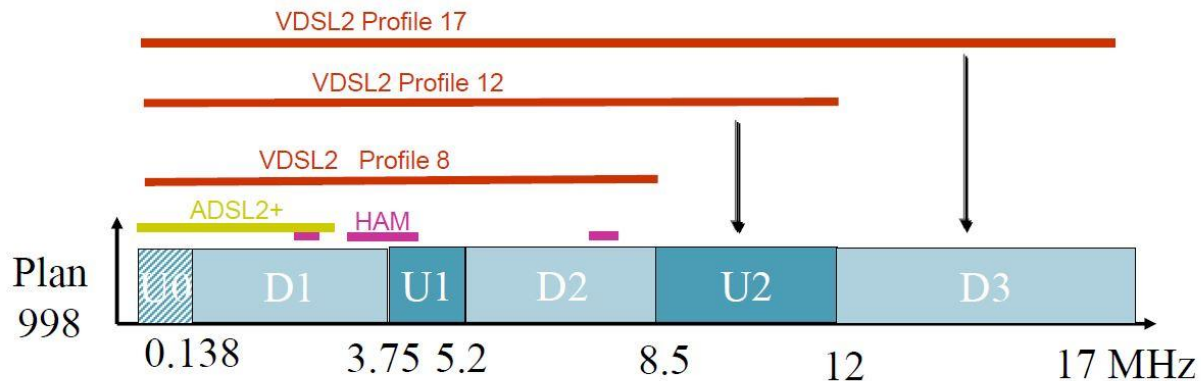 VDSL2 Profile 17
VDSL2 Profile 12
VDSL2 Profile 8
ADSL2+
HAM
Plan
998
U0 D1 U1 D2 U2 D3
0.138 3.75 5.2 8.5 12 17 MHz